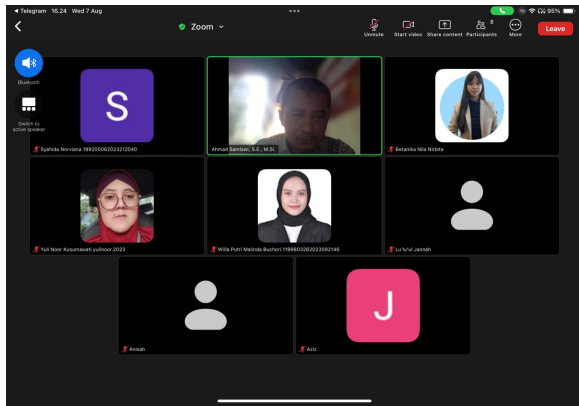 ◀ Telegram 16.24 Wed 7 Aug
95%
Zoom
Unmute
Start video
Share content
Participants
8
More
Leave
Bluetooth
Switch to
active speaker
S
Syahida Norviana 199205062023212040
Ahmad Samlawi, S.E., M.Si.
Betanika Nila Nirbita
Yuli Noor Kusumawati yulinoor.2023
Willa Putri Malinda Buchori 1199603262023092146
Lu'lu'ul Jannah
Anisah
J
Aziz